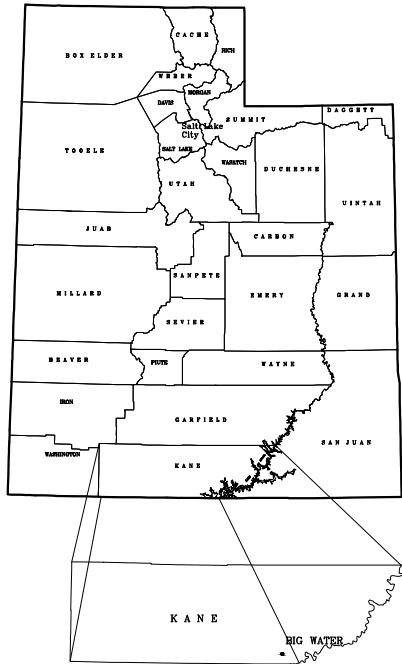 CACHE
RICH
BOX ELDER
WEBER
MORGAN
DAVIS
DAGGETT
SUMMIT
Salt Lake
City
TOOELE
SALT LAKE
WASATCH
DUCHESNE
UTAH
UINTAH
JUAB
CARBON
SANPETE
MILLARD
EMERY
GRAND
SEVIER
BEAVER
PIUTE
WAYNE
IRON
GARFIELD
SAN JUAN
WASHINGTON
KANE
KANE
BIG WATER